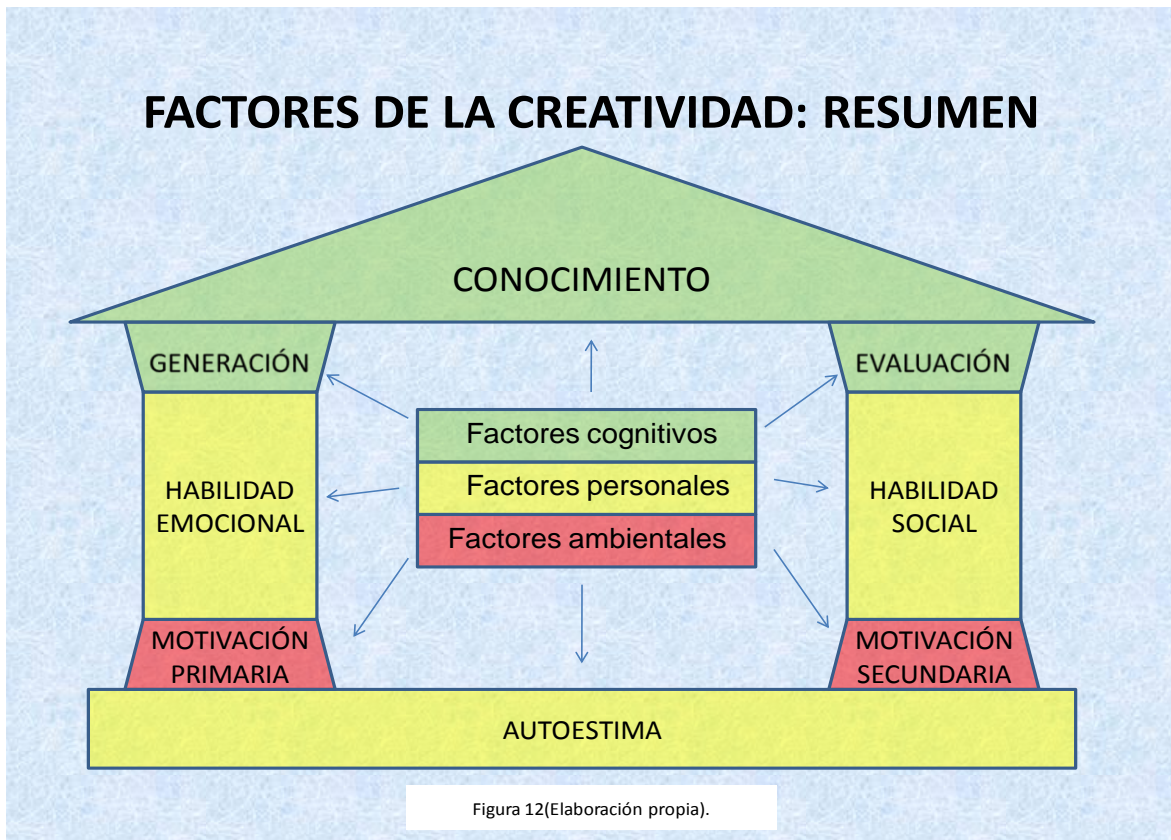 FACTORES DE LA CREATIVIDAD: RESUMEN
CONOCIMIENTO
GENERACIÓN
EVALUACIÓN
Factores cognitivos
Factores personales
Factores ambientales
HABILIDAD
EMOCIONAL
HABILIDAD
SOCIAL
MOTIVACIÓN
PRIMARIA
MOTIVACIÓN
SECUNDARIA
AUTOESTIMA
Figura 12(Elaboración propia).